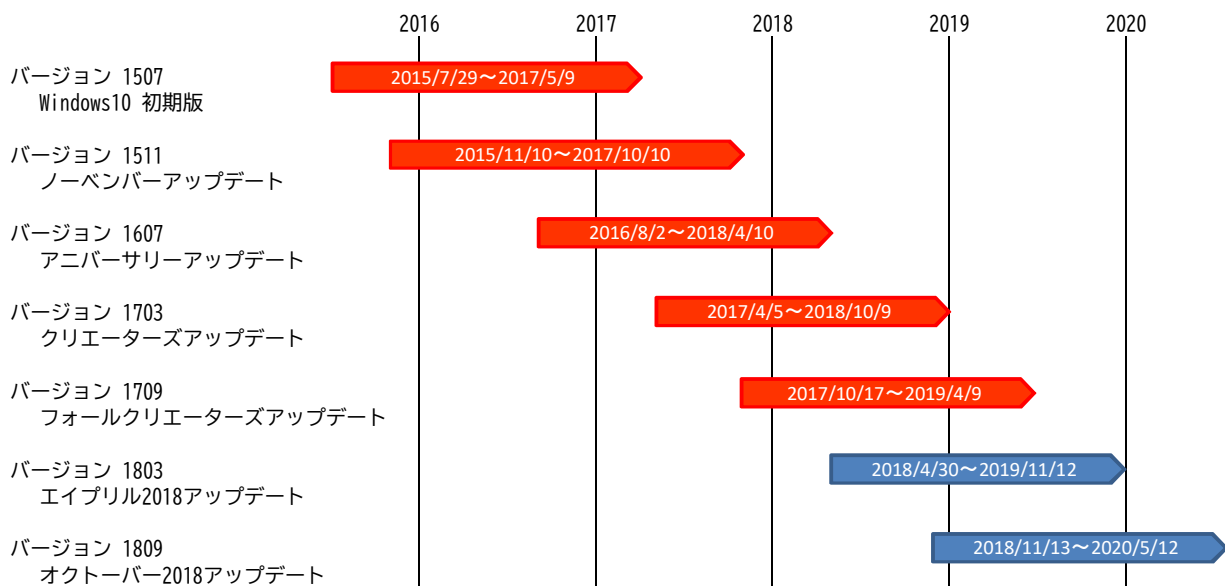 2016 2017 2018 2019 2020
バージョン 1507 2015/7/29～2017/5/9
Windows10 初期版
バージョン 1511 2015/11/10～2017/10/10
ノーベンバーアップデート
バージョン 1607 2016/8/2～2018/4/10
アニバーサリーアップデート
バージョン 1703 2017/4/5～2018/10/9
クリエーターズアップデート
バージョン 1709 2017/10/17～2019/4/9
フォールクリエーターズアップデート
バージョン 1803 2018/4/30～2019/11/12
エイプリル2018アップデート
バージョン 1809 2018/11/13～2020/5/12
オクトーバー2018アップデート